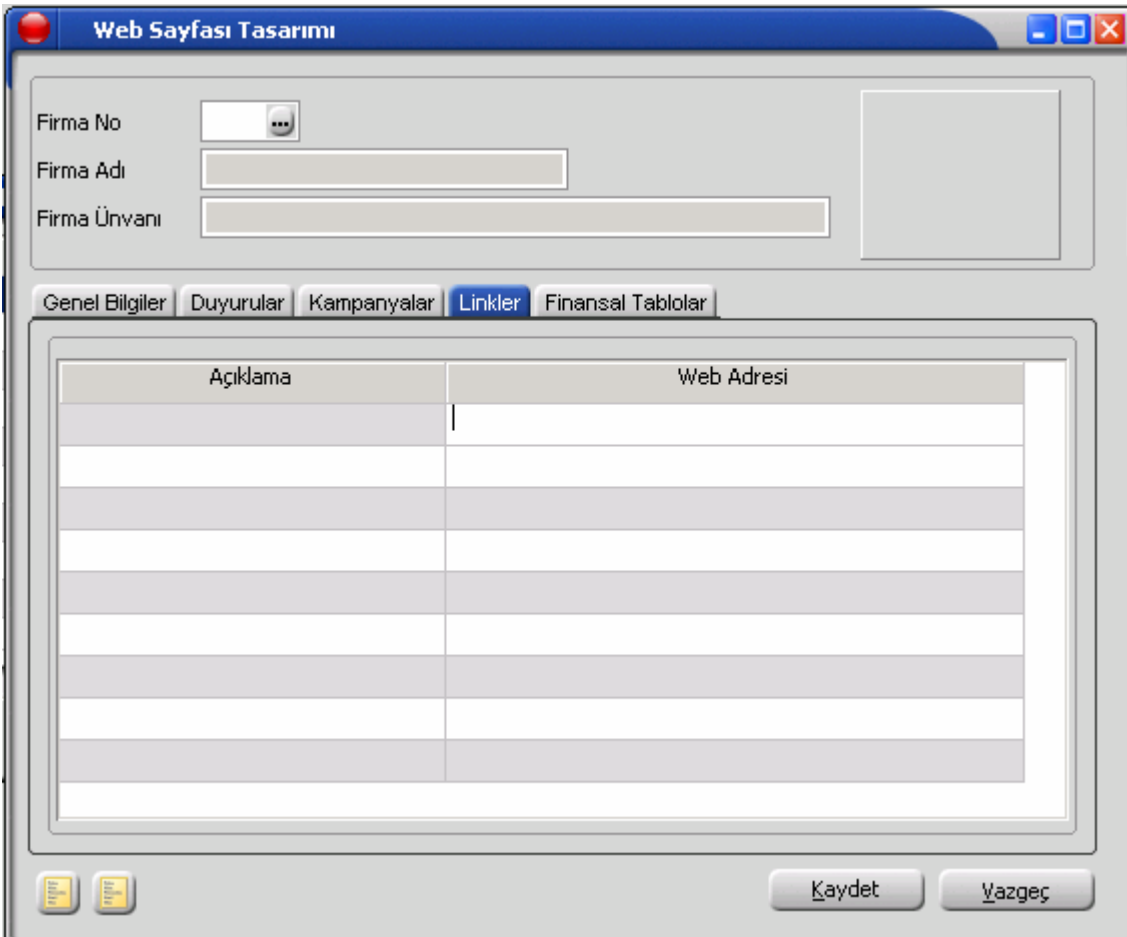 Web Sayfası Tasarımı
Firma No
Firma Adı
Firma Ünvanı
Genel Bilgiler Duyurular Kampanyalar Linkler Finansal Tablolar
Açıklama Web Adresi
Kaydet Vazgeç